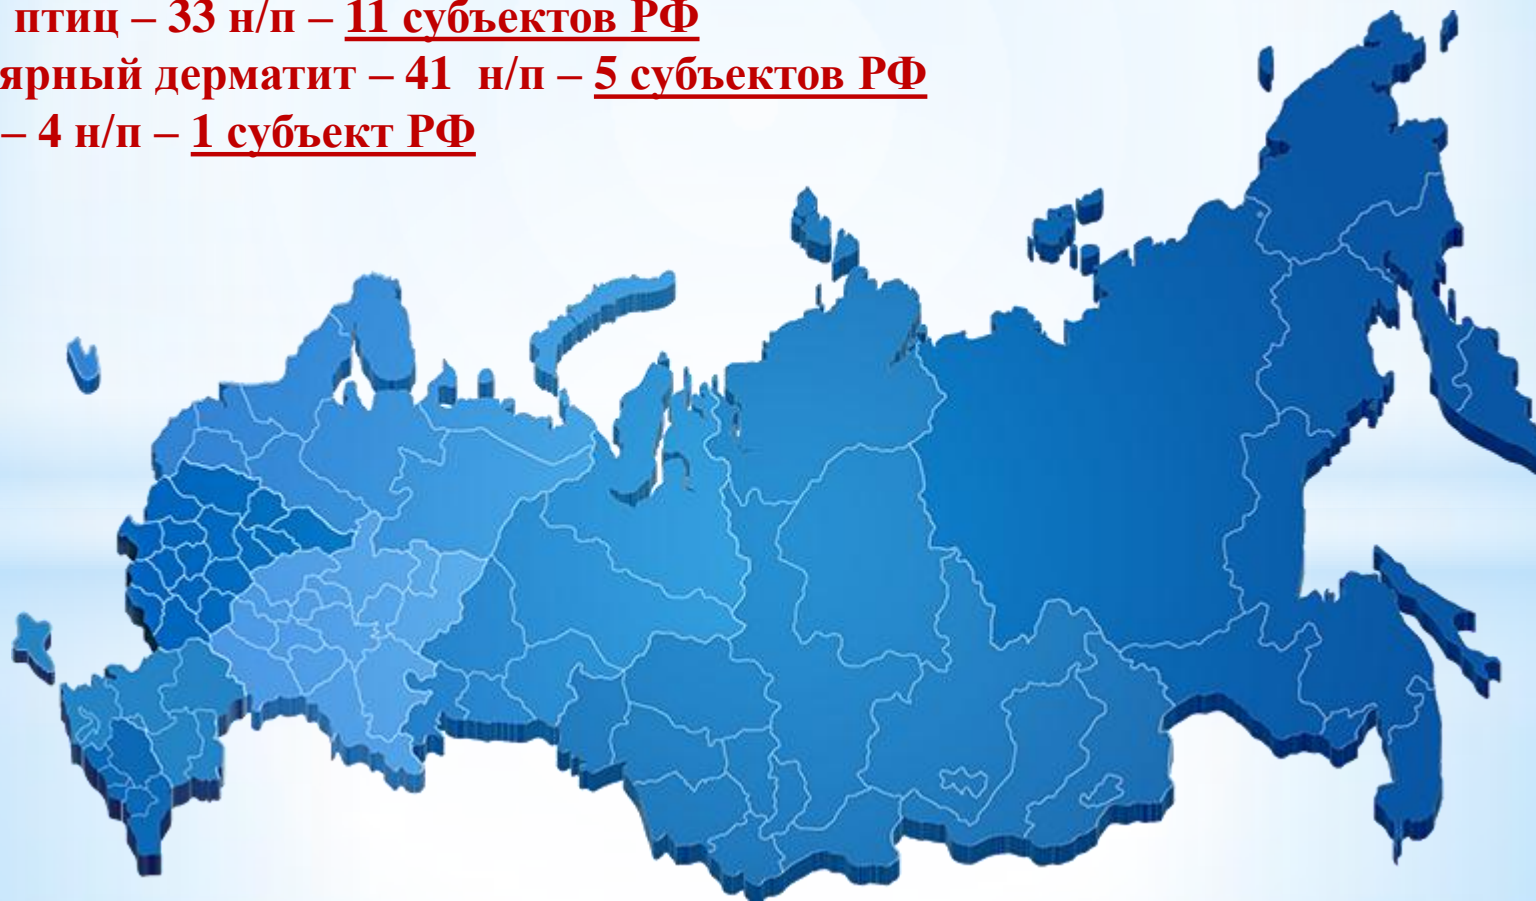 птиц – 33 н/п – 11 субъектов РФ
ярный дерматит – 41 н/п – 5 субъектов РФ
– 4 н/п – 1 субъект РФ